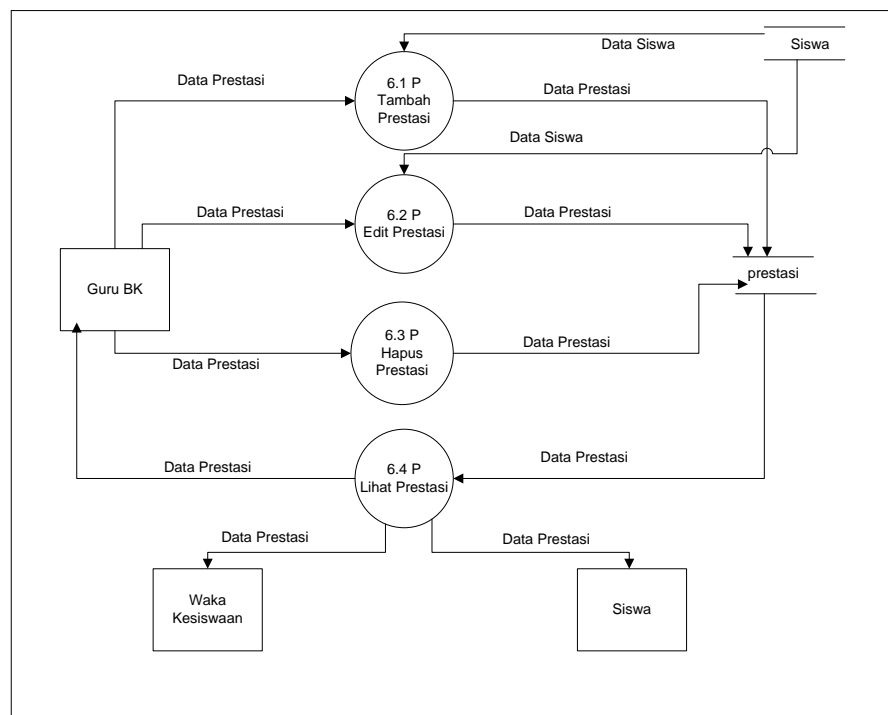 Data Siswa
Siswa
Data Prestasi
6.1 P
Tambah
Prestasi
Data Prestasi
Data Siswa
Data Prestasi
6.2 P
Edit Prestasi
Data Prestasi
Guru BK
prestasi
Data Prestasi
6.3 P
Hapus
Prestasi
Data Prestasi
Data Prestasi
6.4 P
Lihat Prestasi
Data Prestasi
Data Prestasi
Data Prestasi
Waka
Kesiswaan
Siswa